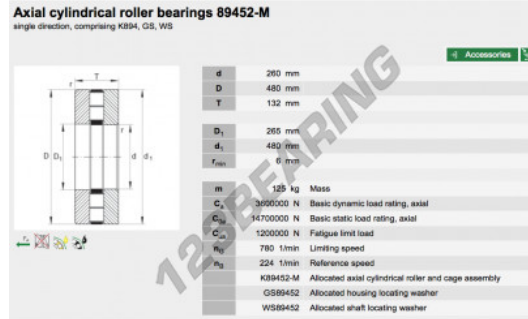 Axial cylindrical roller bearings 89452-M
single direction, comprising K894, GS, WS
Accessories
d 260 mm
D 480 mm
T 132 mm
D1 265 mm
d1 480 mm
rmin 6 mm
m 125 kg Mass
Ca 3800000 N Basic dynamic load rating, axial
C0a 14700000 N Basic static load rating, axial
Cua 1200000 N Fatigue limit load
nG 780 1/min Limiting speed
nB 224 1/min Reference speed
K89452-M Allocated axial cylindrical roller and cage assembly
GS89452 Allocated housing locating washer
WS89452 Allocated shaft locating washer
T
r
r
D D1 d d1
123BEARING